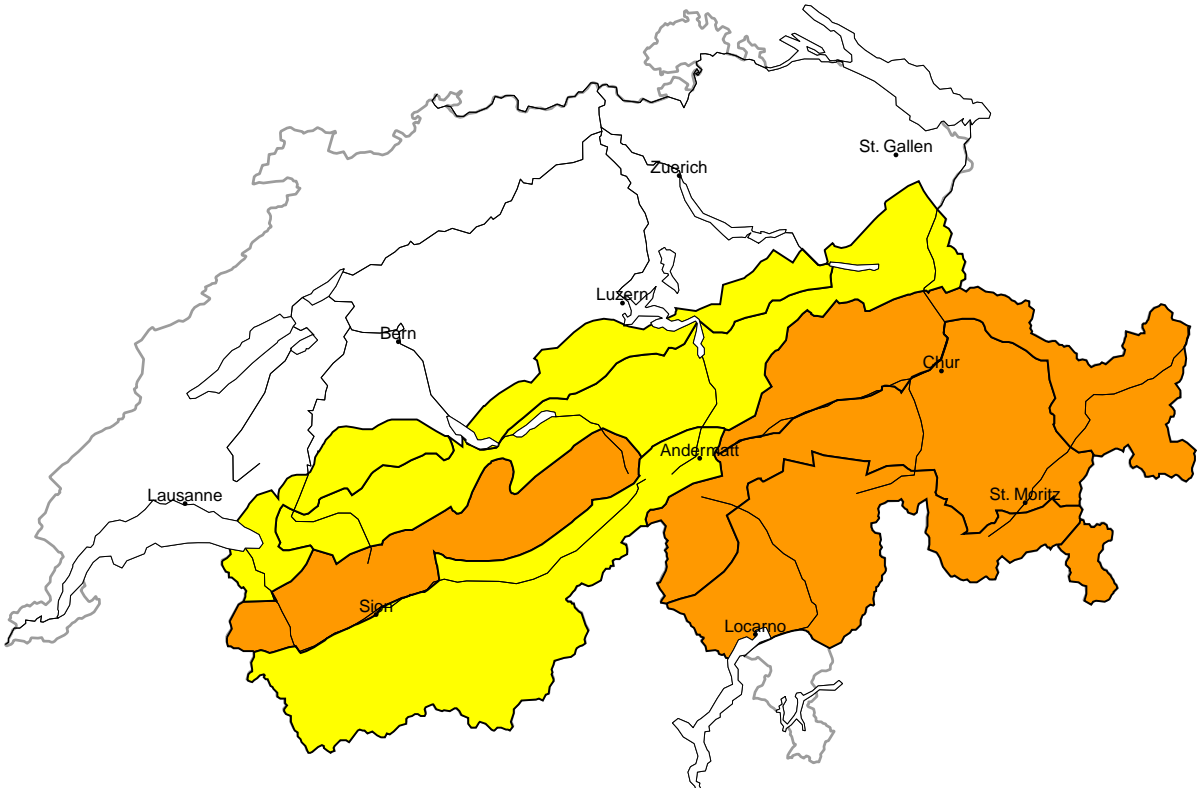 St. Gallen
Zuerich
Luzern
Bern
Chur
Andermatt
Lausanne
St. Moritz
Sion
Locarno